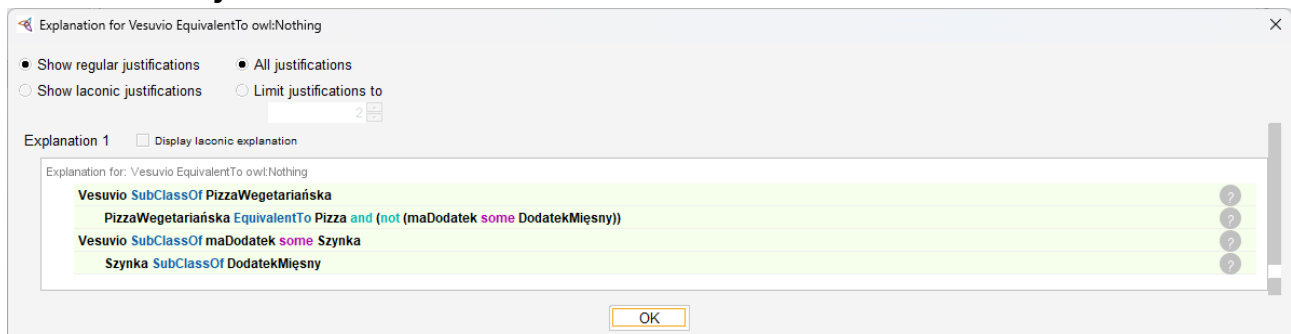 Explanation for Vesuvio EquivalentTo owl:Nothing
Show regular justifications All justifications
Show laconic justifications Limit justifications to
2
Explanation 1 Display laconic explanation
Explanation for: Vesuvio EquivalentTo owl:Nothing
Vesuvio SubClassOf PizzaWegetariańska
PizzaWegetariańska EquivalentTo Pizza and (not (maDodatek some DodatekMięsny))
Vesuvio SubClassOf maDodatek some Szynka
Szynka SubClassOf DodatekMięsny
OK